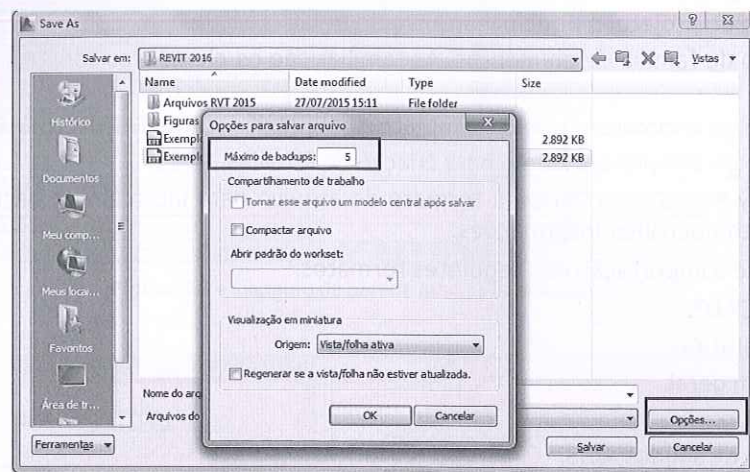 Save As
Salvar em: REVIT 2016 Vistas
Name Date modified Type Size
Arquivos RVT 2015 27/07/2015 15:11 File folder
Figuras
Exempl 2.892 KB
Exempl 2.892 KB
Histórico
Documentos
Meu comp...
Meus locai...
Favoritos
Área de tr...
Opções para salvar arquivo
Máximo de backups: 5
Compartilhamento de trabalho
Tornar esse arquivo um modelo central após salvar
Compactar arquivo
Abrir padrão do workset:
Visualização em miniatura
Origem: Vista/folha ativa
Regenerar se a vista/folha não estiver atualizada.
OK Cancelar
Nome do arq
Arquivos do
Opções...
Ferramentas Salvar Cancelar